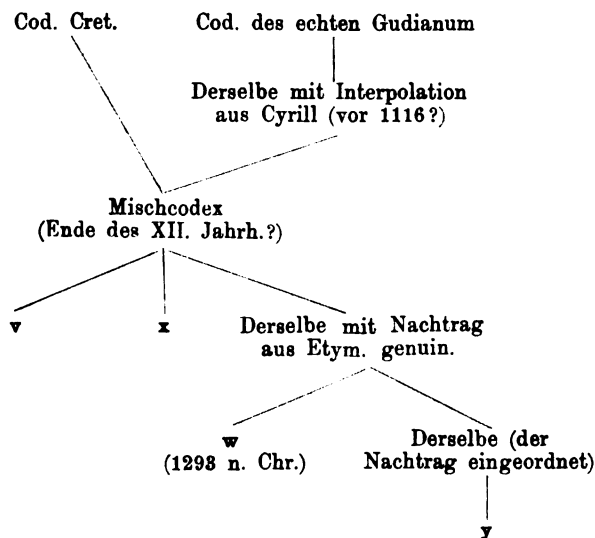 Cod. Cret.
Cod. des echten Gudianum
Derselbe mit Interpolation
aus Cyrill (vor 1116?)
Mischcodex
(Ende des XII. Jahrh.?)
v
x
Derselbe mit Nachtrag
aus Etym. genuin.
w
(1293 n. Chr.)
Derselbe (der
Nachtrag eingeordnet)
y